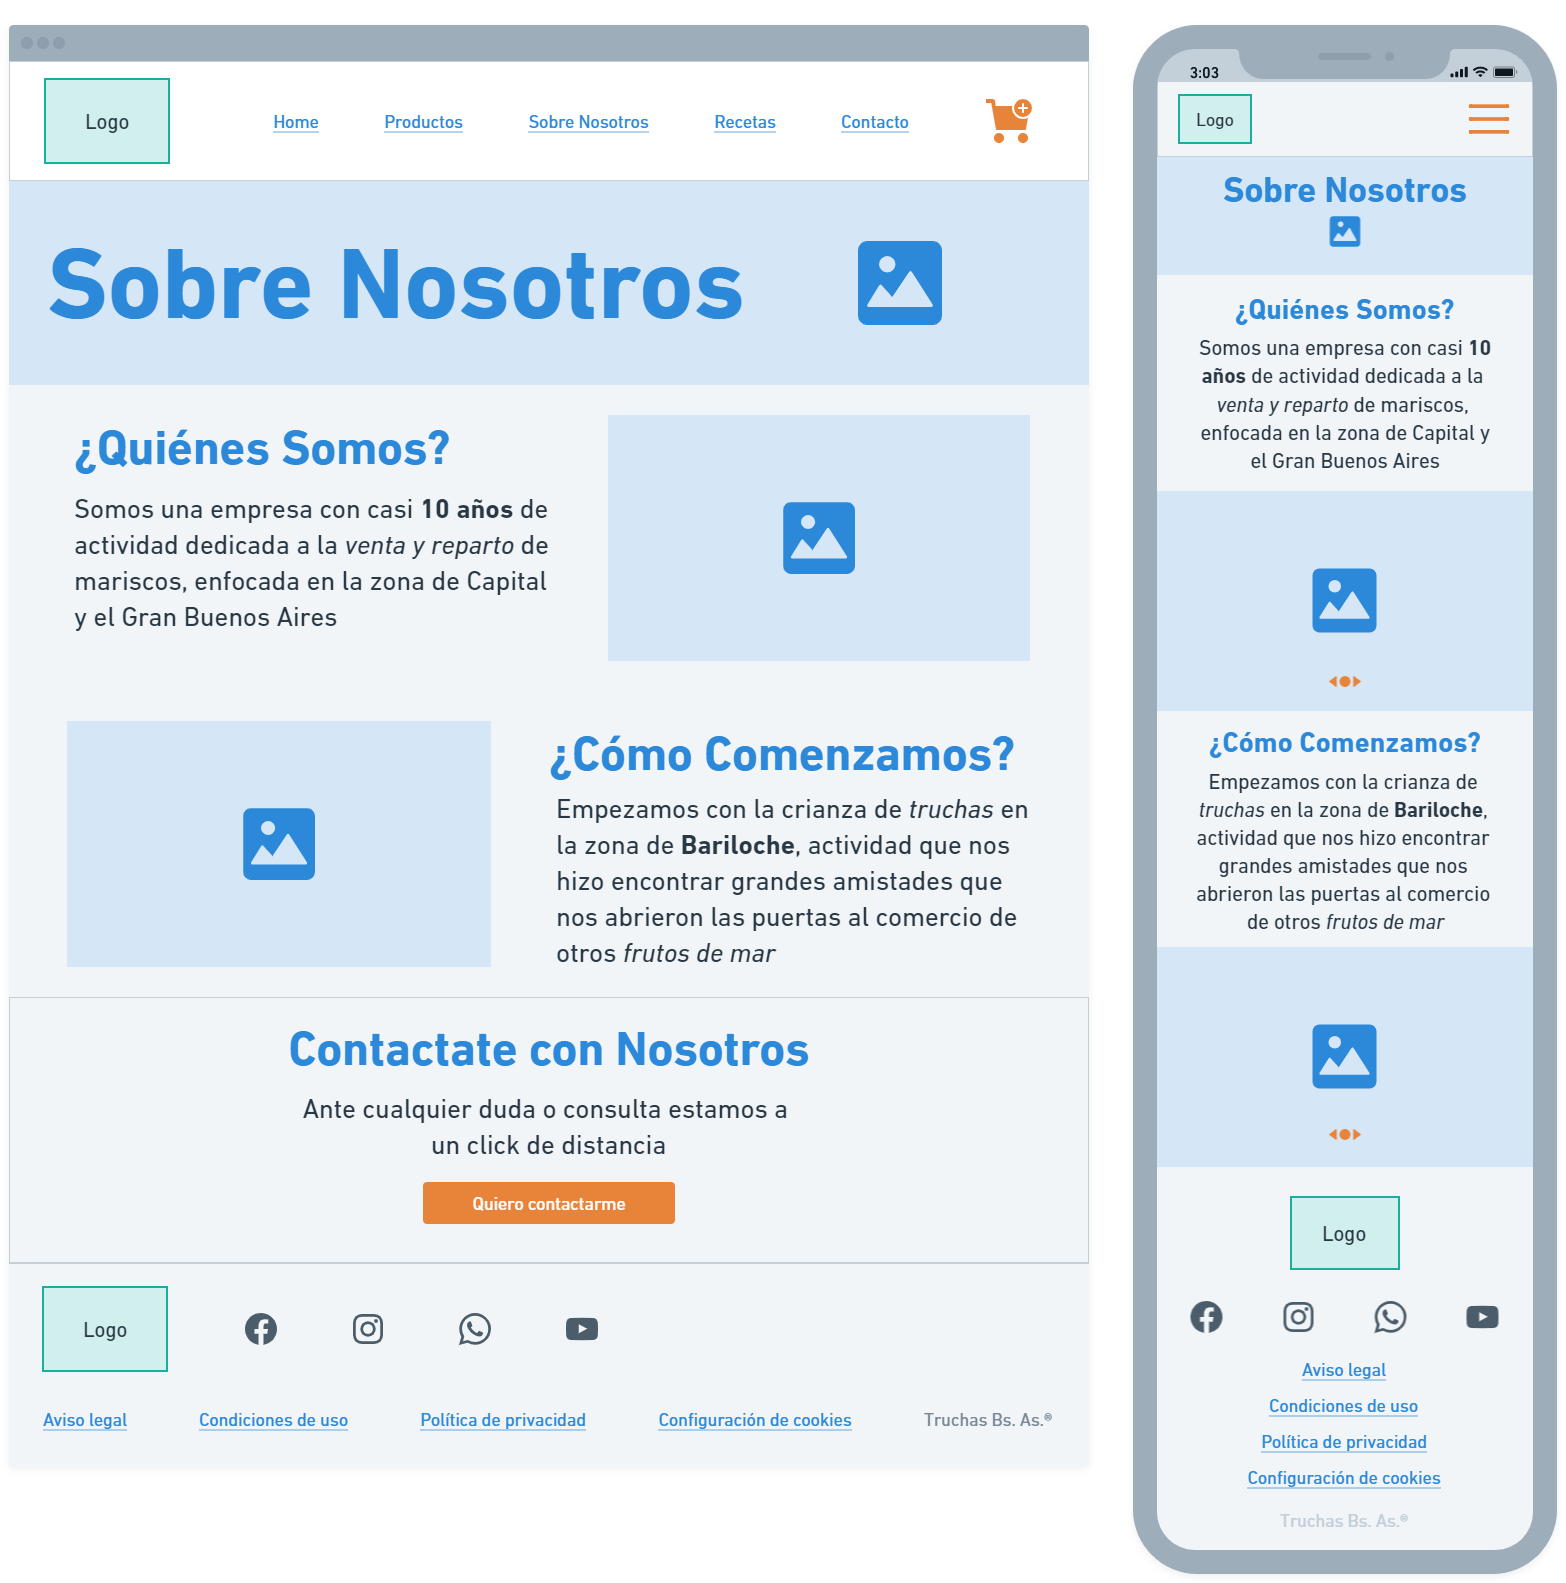 Logo
Home
Productos
Sobre Nosotros
Recetas
Contacto
Sobre Nosotros
¿Quiénes Somos?
Somos una empresa con casi 10 años de
actividad dedicada a la venta y reparto de
mariscos, enfocada en la zona de Capital
y el Gran Buenos Aires
¿Cómo Comenzamos?
Empezamos con la crianza de truchas en
la zona de Bariloche, actividad que nos
hizo encontrar grandes amistades que
nos abrieron las puertas al comercio de
otros frutos de mar
Contactate con Nosotros
Ante cualquier duda o consulta estamos a
un click de distancia
Quiero contactarme
Logo
Aviso legal
Condiciones de uso
Política de privacidad
Configuración de cookies
Truchas Bs. As.®
3:03
Logo
Sobre Nosotros
¿Quiénes Somos?
Somos una empresa con casi 10
años de actividad dedicada a la
venta y reparto de mariscos,
enfocada en la zona de Capital y
el Gran Buenos Aires
¿Cómo Comenzamos?
Empezamos con la crianza de
truchas en la zona de Bariloche,
actividad que nos hizo encontrar
grandes amistades que nos
abrieron las puertas al comercio
de otros frutos de mar
Logo
Aviso legal
Condiciones de uso
Política de privacidad
Configuración de cookies
Truchas Bs. As.®